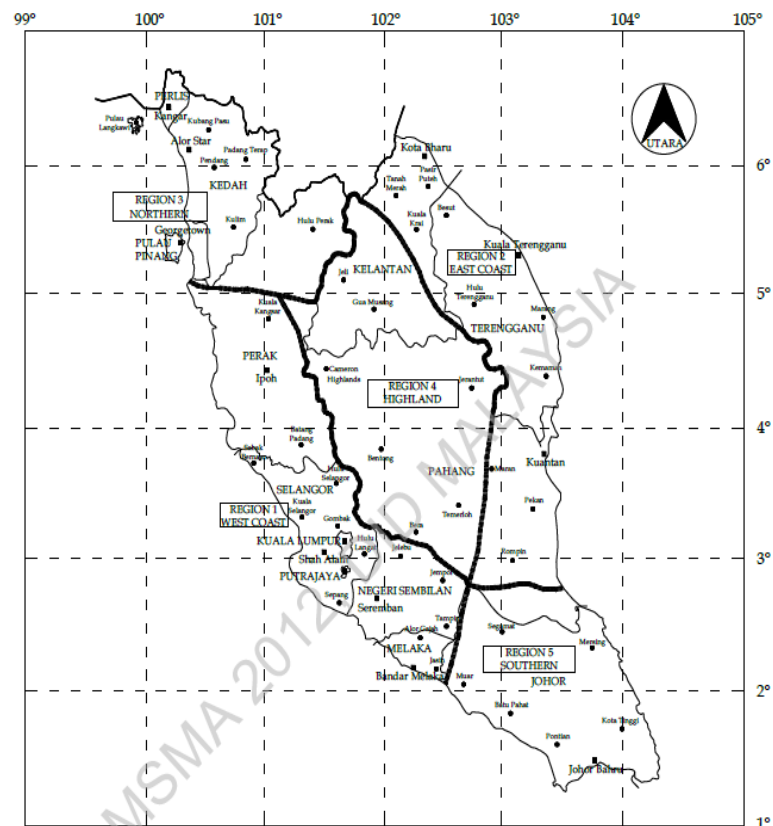 99°
100°
101°
102°
103°
104°
105°
PERLIS
Kangar
Pulau
Langkawi
Kubang Pasu
Alor Star
Padang Terap
Pendang
KEDAH
REGION 3
NORTHERN
Kulim
Georgetown
PULAU
PINANG
Hulu Perak
Kota Bharu
Pasir
Puteh
Tanah
Merah
Kuala
Krai
Besut
UTARA
6°
REGION 2
EAST COAST
Kuala Terengganu
KELANTAN
Jeli
Gua Musang
Hulu
Terengganu
Marang
TERENGGANU
5°
Kuala
Kangsar
PERAK
Ipoh
Cameron
Highlands
REGION 4
HIGHLAND
Jerantut
Kemaman
4°
Batang
Padang
Sabak
Bernam
Bentong
PAHANG
Maran
Kuantan
Hulu
Selangor
SELANGOR
Kuala
Selangor
REGION 1
WEST COAST
Gombak
Temerloh
Pekan
KUALA LUMPUR
Hulu
Langat
Bera
Shah Alam
Jelebu
Rompin
3°
PUTRAJAYA
Jempol
NEGERI SEMBILAN
Sepang
Seremban
Tampin
Alor Gajah
Segamat
Mersing
MELAKA
Jasin
Bandar Melaka
REGION 5
SOUTHERN
Muar
JOHOR
2°
Batu Pahat
Kota Tinggi
Pontian
Johor Bahru
1°
MSMA 2012, DID MALAYSIA